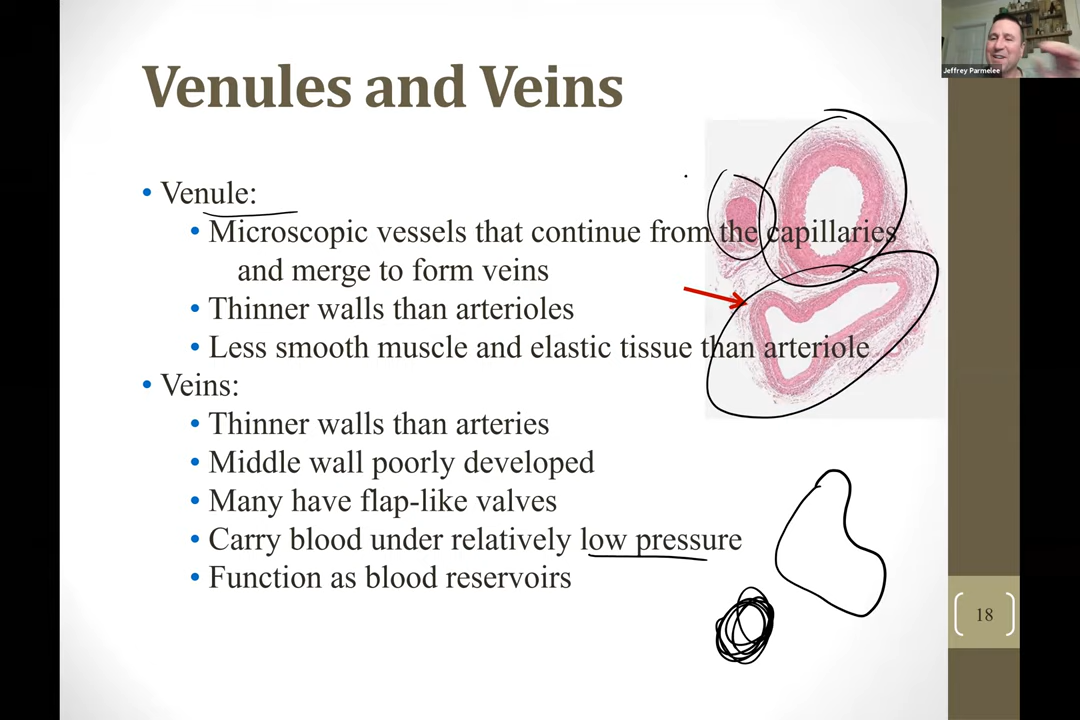 Jeffrey Parmelee
Venules and Veins
• Venule:
• Microscopic vessels that continue from the capillaries
and merge to form veins
• Thinner walls than arterioles
• Less smooth muscle and elastic tissue than arteriole
• Veins:
• Thinner walls than arteries
• Middle wall poorly developed
• Many have flap-like valves
• Carry blood under relatively low pressure
• Function as blood reservoirs
18